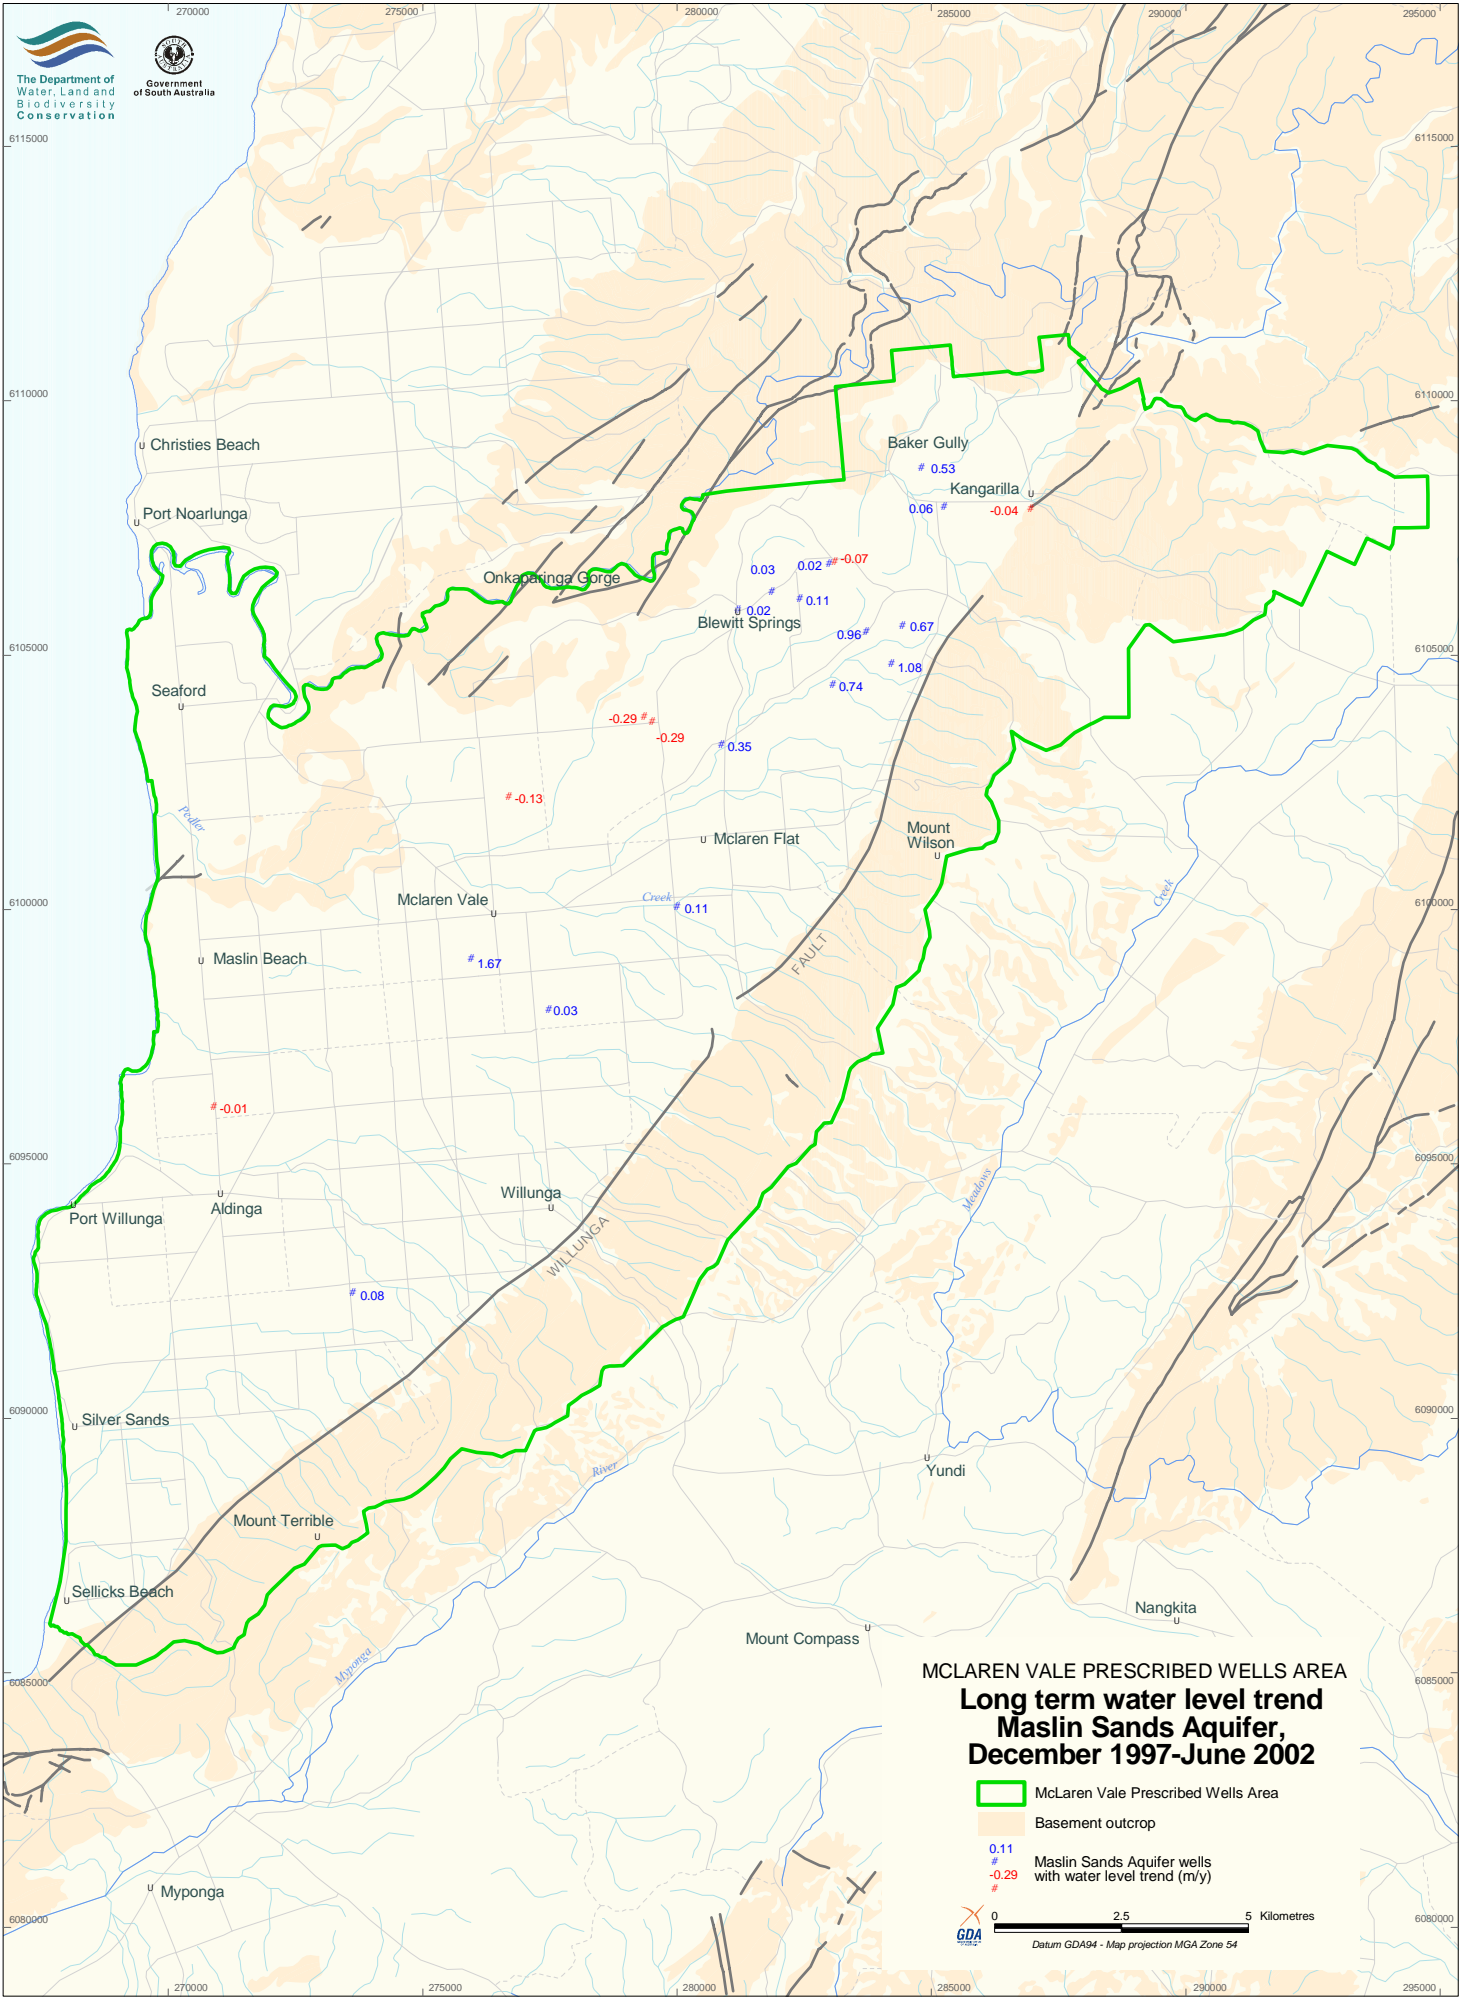 270000
275000
280000
285000
290000
295000
The Department of
Water, Land and
Biodiversity
Conservation
Government
of South Australia
6115000
6115000
6110000
6110000
Christies Beach
Baker Gully
# 0.53
Kangarilla
Port Noarlunga
0.06 #
-0.04 #
0.03
0.02 #
# -0.07
Onkaparinga Gorge
# 0.11
# 0.02
Blewitt Springs
0.96 #
# 0.67
6105000
6105000
# 1.08
Seaford
# 0.74
-0.29 #
# -0.29
# 0.35
# -0.13
Pedler
Mclaren Flat
Mount
Wilson
Mclaren Vale
Creek
# 0.11
Creek
6100000
6100000
Maslin Beach
# 1.67
FAULT
# 0.03
# -0.01
6095000
6095000
Willunga
Meadows
Aldinga
Port Willunga
WILLUNGA
# 0.08
6090000
6090000
Silver Sands
River
Yundi
Mount Terrible
Sellicks Beach
Nangkita
Mount Compass
Myponga
6085000
6085000
MCLAREN VALE PRESCRIBED WELLS AREA
Long term water level trend
Maslin Sands Aquifer,
December 1997-June 2002
McLaren Vale Prescribed Wells Area
Basement outcrop
0.11
#
-0.29
#
Maslin Sands Aquifer wells
with water level trend (m/y)
Myponga
0 2.5 5 Kilometres
GDA
Datum GDA94 - Map projection MGA Zone 54
6080000
6080000
270000
275000
280000
285000
290000
295000